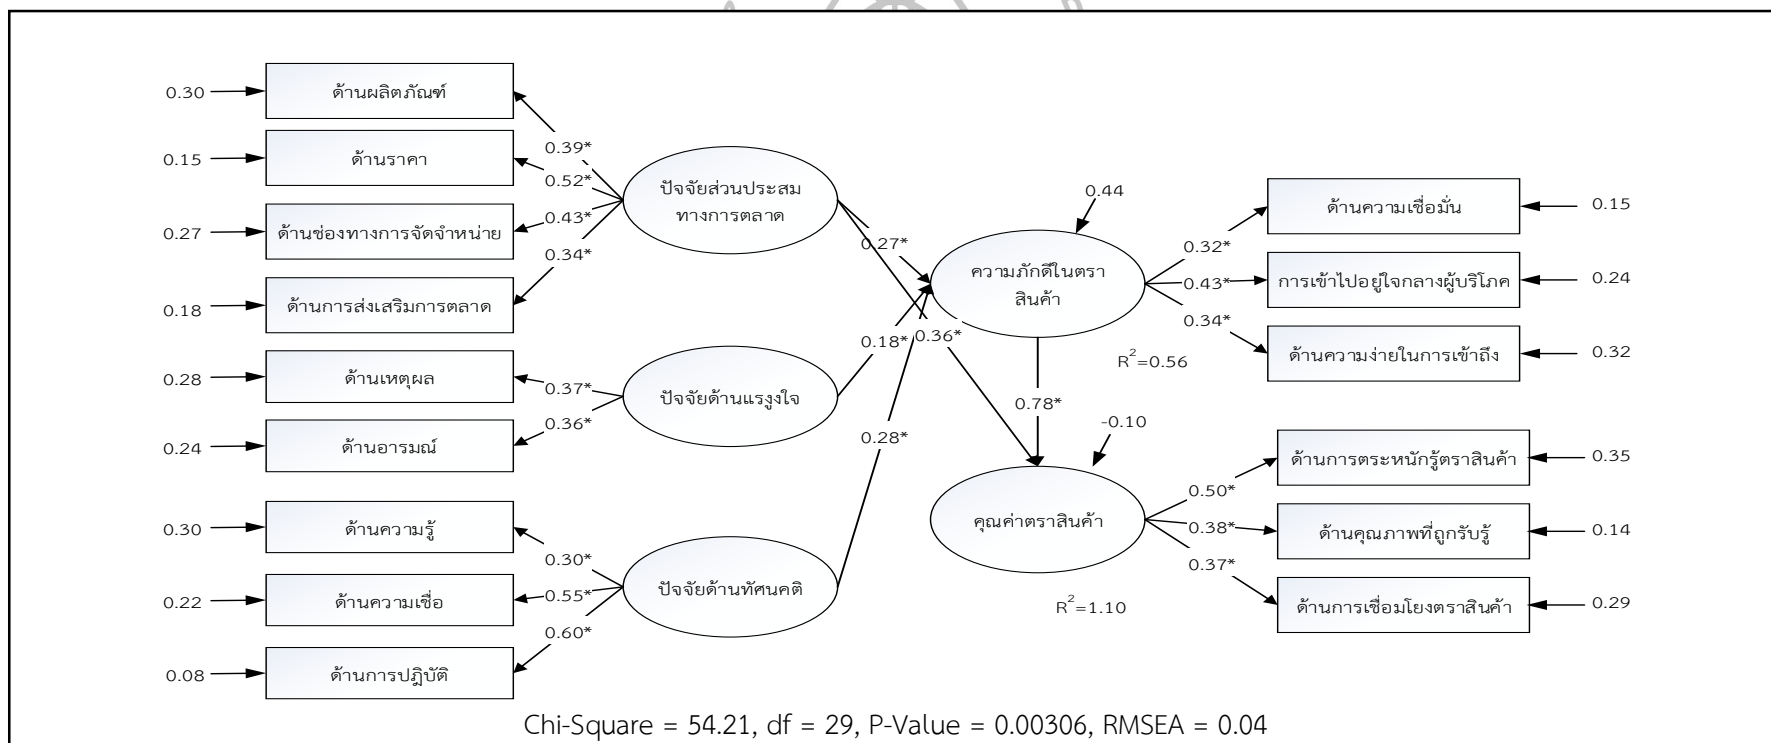 0.30
ด้านผลิตภัณฑ์
0.39*
0.15
ด้านราคา
0.52*
0.27
ด้านช่องทางการจัดจำหน่าย
0.43*
0.18
ด้านการส่งเสริมการตลาด
0.34*
ปัจจัยส่วนประสม
ทางการตลาด
0.28
ด้านเหตุผล
0.37*
0.24
ด้านอารมณ์
0.36*
ปัจจัยด้านแรงูงใจ
0.30
ด้านความรู้
0.30*
0.22
ด้านความเชื่อ
0.55*
0.08
ด้านการปฏิบัติ
0.60*
ปัจจัยด้านทัศนคติ
0.27*
0.36*
0.18*
0.28*
0.44
ความภักดีในตรา
สินค้า
R²=0.56
0.78*
-0.10
คุณค่าตราสินค้า
R²=1.10
0.32*
ด้านความเชื่อมั่น
0.15
0.43*
การเข้าไปอยู่ใจกลางผู้บริโภค
0.24
0.34*
ด้านความง่ายในการเข้าถึง
0.32
0.50*
ด้านการตระหนักรู้ตราสินค้า
0.35
0.38*
ด้านคุณภาพที่ถูกรับรู้
0.14
0.37*
ด้านการเชื่อมโยงตราสินค้า
0.29
Chi-Square = 54.21, df = 29, P-Value = 0.00306, RMSEA = 0.04